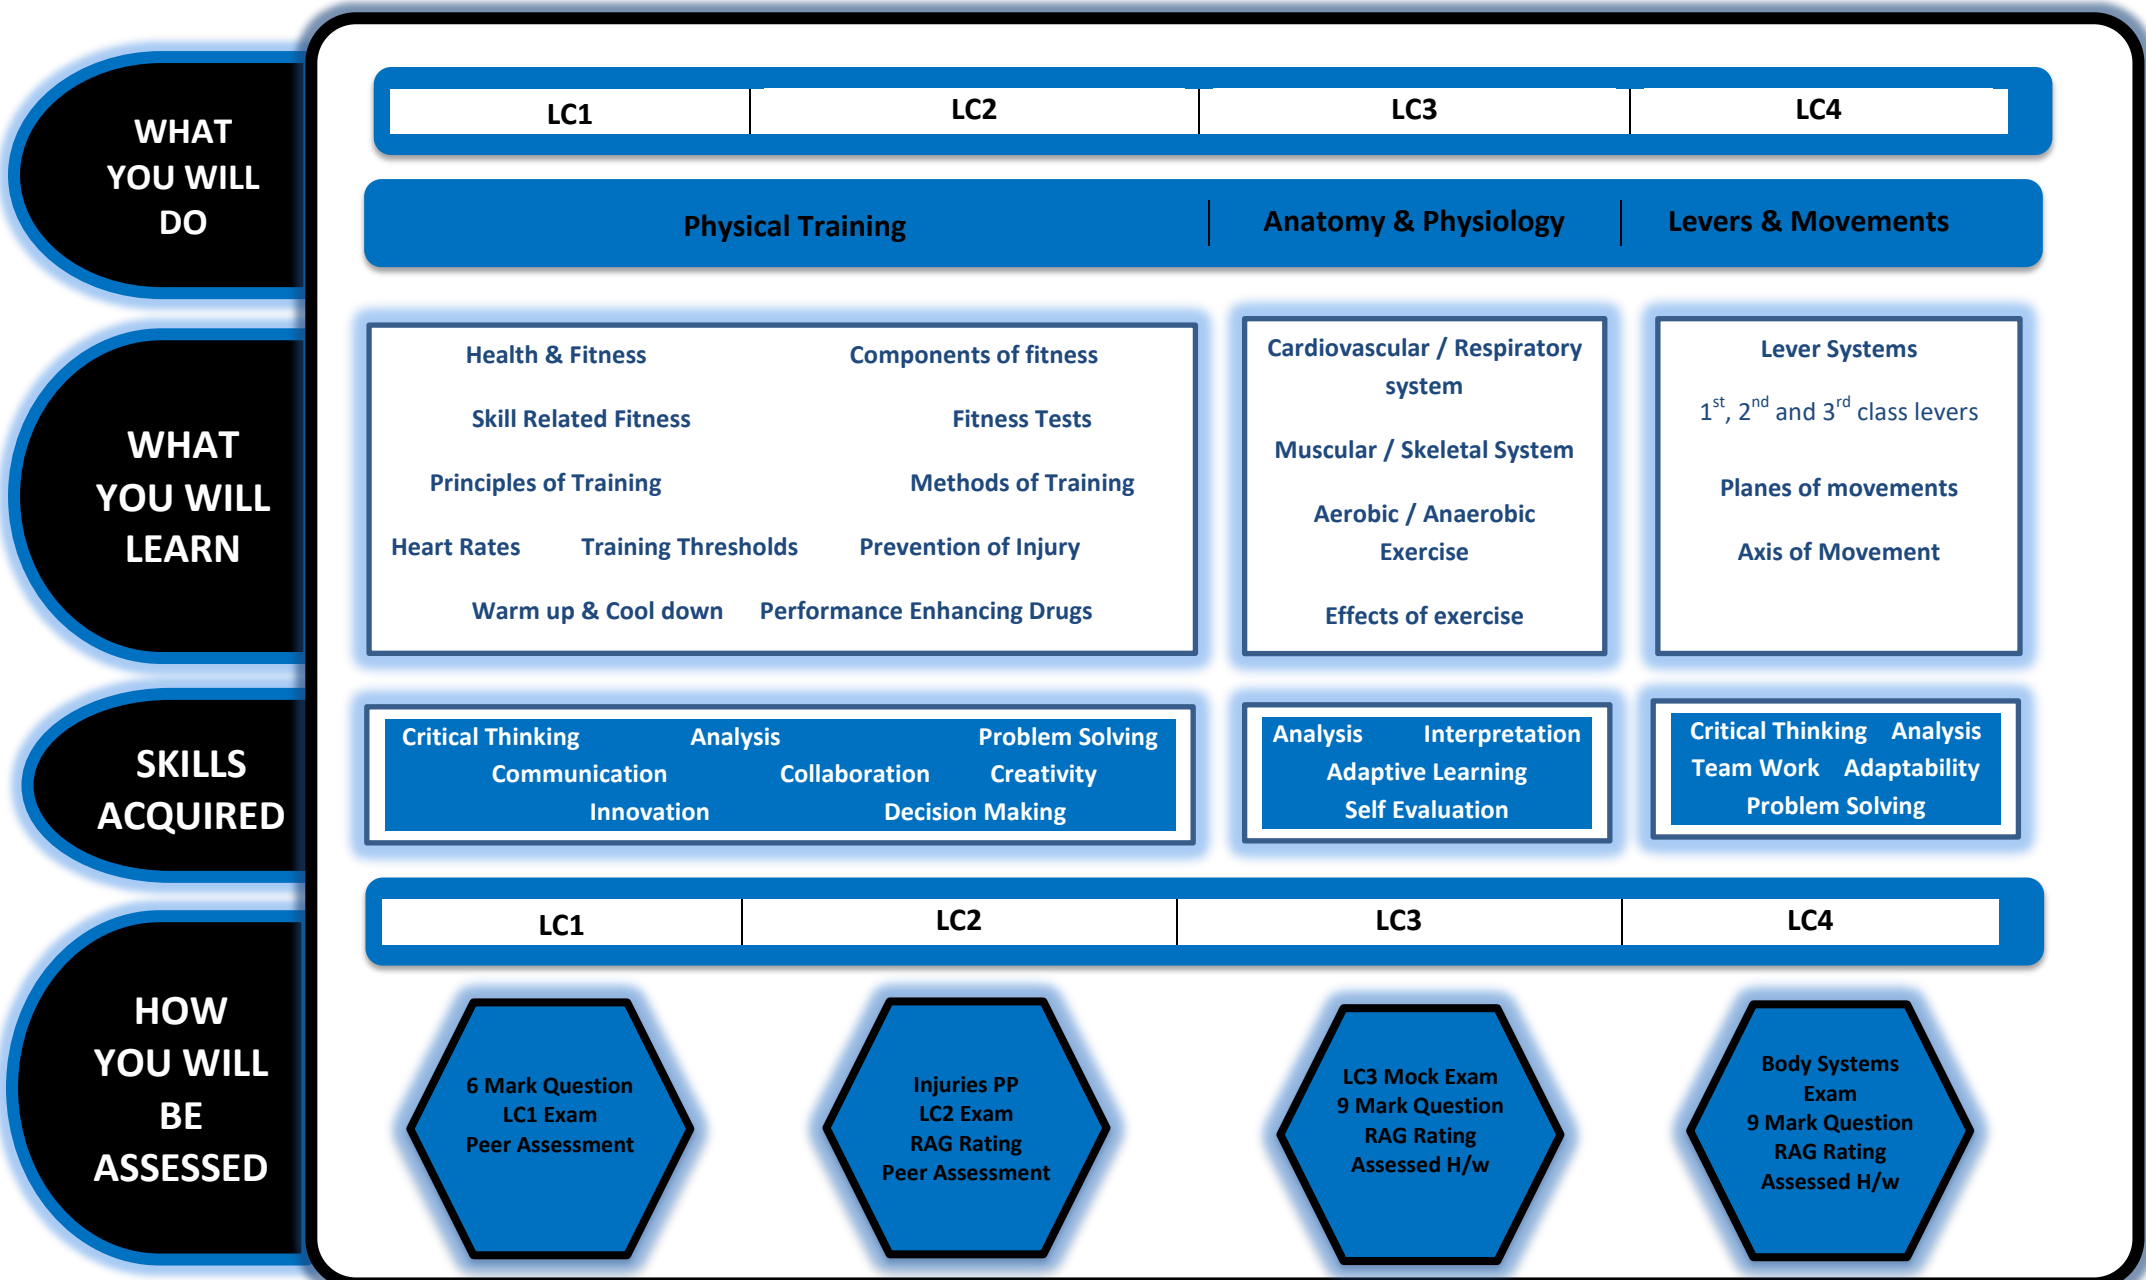 WHAT
YOU WILL
DO
LC1 LC2 LC3 LC4
Physical Training Anatomy & Physiology Levers & Movements
WHAT
YOU WILL
LEARN
Health & Fitness Components of fitness
Skill Related Fitness Fitness Tests
Principles of Training Methods of Training
Heart Rates Training Thresholds Prevention of Injury
Warm up & Cool down Performance Enhancing Drugs
Cardiovascular / Respiratory
system
Muscular / Skeletal System
Aerobic / Anaerobic
Exercise
Effects of exercise
Lever Systems
1st, 2nd and 3rd class levers
Planes of movements
Axis of Movement
SKILLS
ACQUIRED
Critical Thinking Analysis Problem Solving
Communication Collaboration Creativity
Innovation Decision Making
Analysis Interpretation
Adaptive Learning
Self Evaluation
Critical Thinking Analysis
Team Work Adaptability
Problem Solving
HOW
YOU WILL
BE
ASSESSED
LC1 LC2 LC3 LC4
6 Mark Question
LC1 Exam
Peer Assessment
Injuries PP
LC2 Exam
RAG Rating
Peer Assessment
LC3 Mock Exam
9 Mark Question
RAG Rating
Assessed H/w
Body Systems
Exam
9 Mark Question
RAG Rating
Assessed H/w